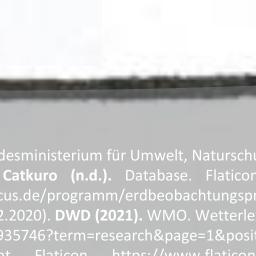 desministerium für Umwelt, Naturschu
Catkuro (n.d.). Database. Flaticon
cus.de/programm/erdbeobachtungspr
2.2020). DWD (2021). WMO. Wetterle
935746?term=research&page=1&posit
Flaticon. https://www.flaticon